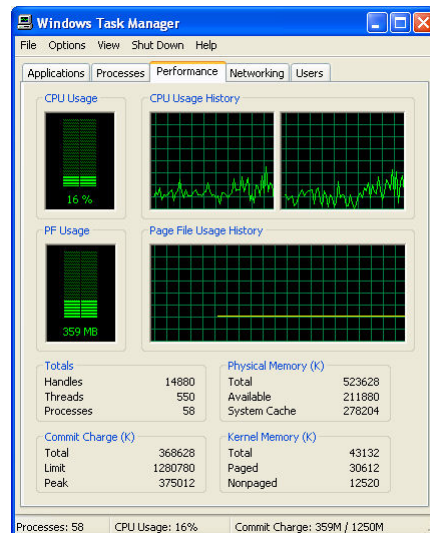 Windows Task Manager
File Options View Shut Down Help
Applications Processes Performance Networking Users
CPU Usage
CPU Usage History
16 %
PF Usage
Page File Usage History
359 MB
Totals
Handles 14880
Threads 550
Processes 58
Physical Memory (K)
Total 523628
Available 211880
System Cache 278204
Commit Charge (K)
Total 368628
Limit 1280780
Peak 375012
Kernel Memory (K)
Total 43132
Paged 30612
Nonpaged 12520
Processes: 58 CPU Usage: 16% Commit Charge: 359M / 1250M